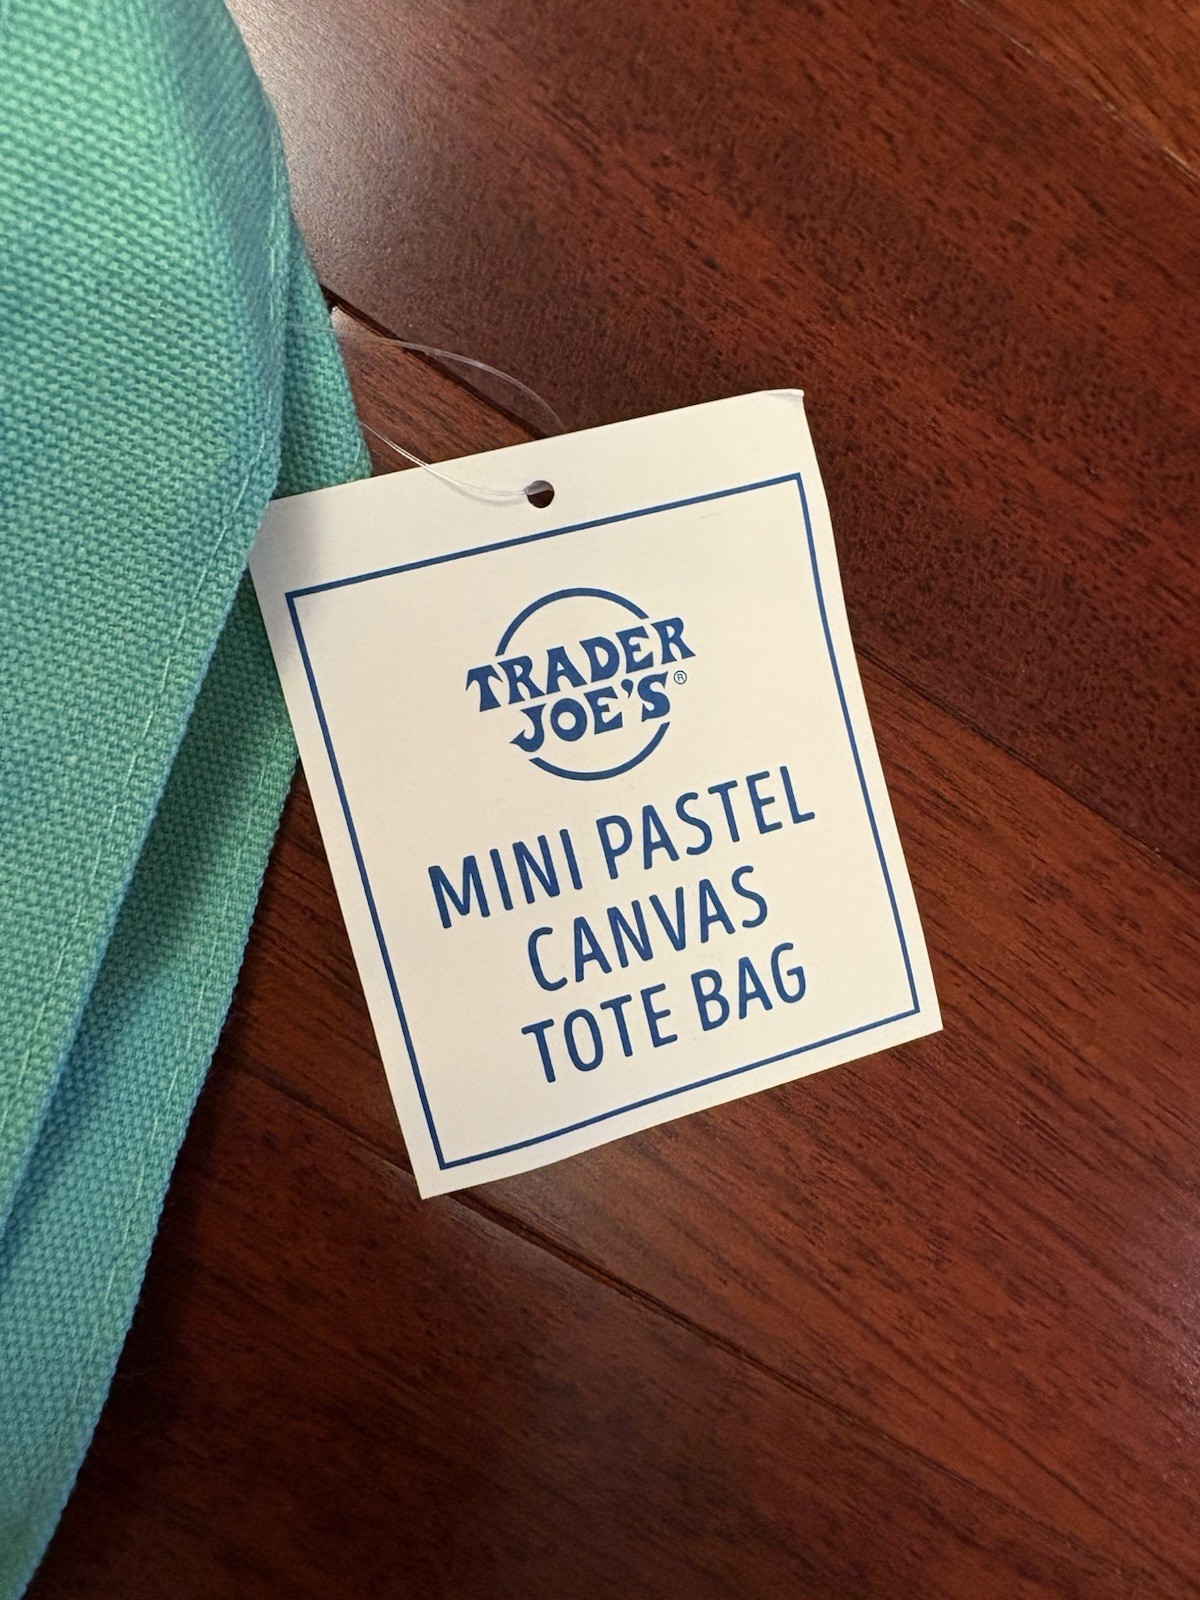 TRADER
JOE'S®
MINI PASTEL
CANVAS
TOTE BAG